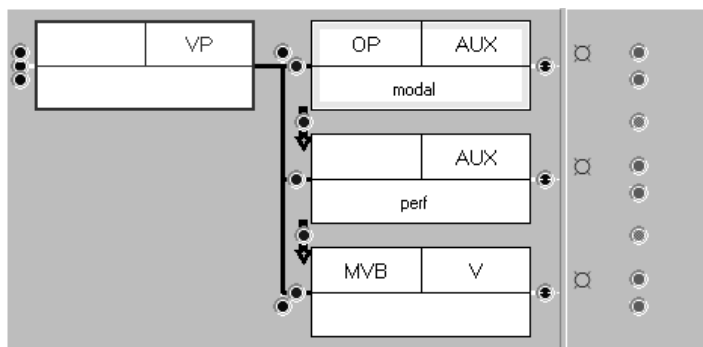 VP
OP AUX
modal
AUX
perf
MVB V